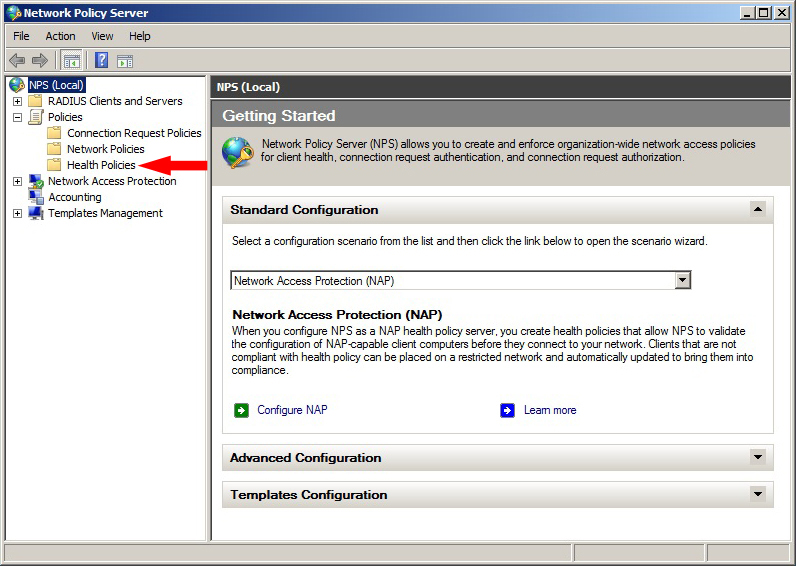 Network Policy Server
File Action View Help
NPS (Local)
RADIUS Clients and Servers
Policies
Connection Request Policies
Network Policies
Health Policies
Network Access Protection
Accounting
Templates Management
NPS (Local)
Getting Started
Network Policy Server (NPS) allows you to create and enforce organization-wide network access policies
for client health, connection request authentication, and connection request authorization.
Standard Configuration
Select a configuration scenario from the list and then click the link below to open the scenario wizard.
Network Access Protection (NAP)
Network Access Protection (NAP)
When you configure NPS as a NAP health policy server, you create health policies that allow NPS to validate
the configuration of NAP-capable client computers before they connect to your network. Clients that are not
compliant with health policy can be placed on a restricted network and automatically updated to bring them into
compliance.
Configure NAP Learn more
Advanced Configuration
Templates Configuration